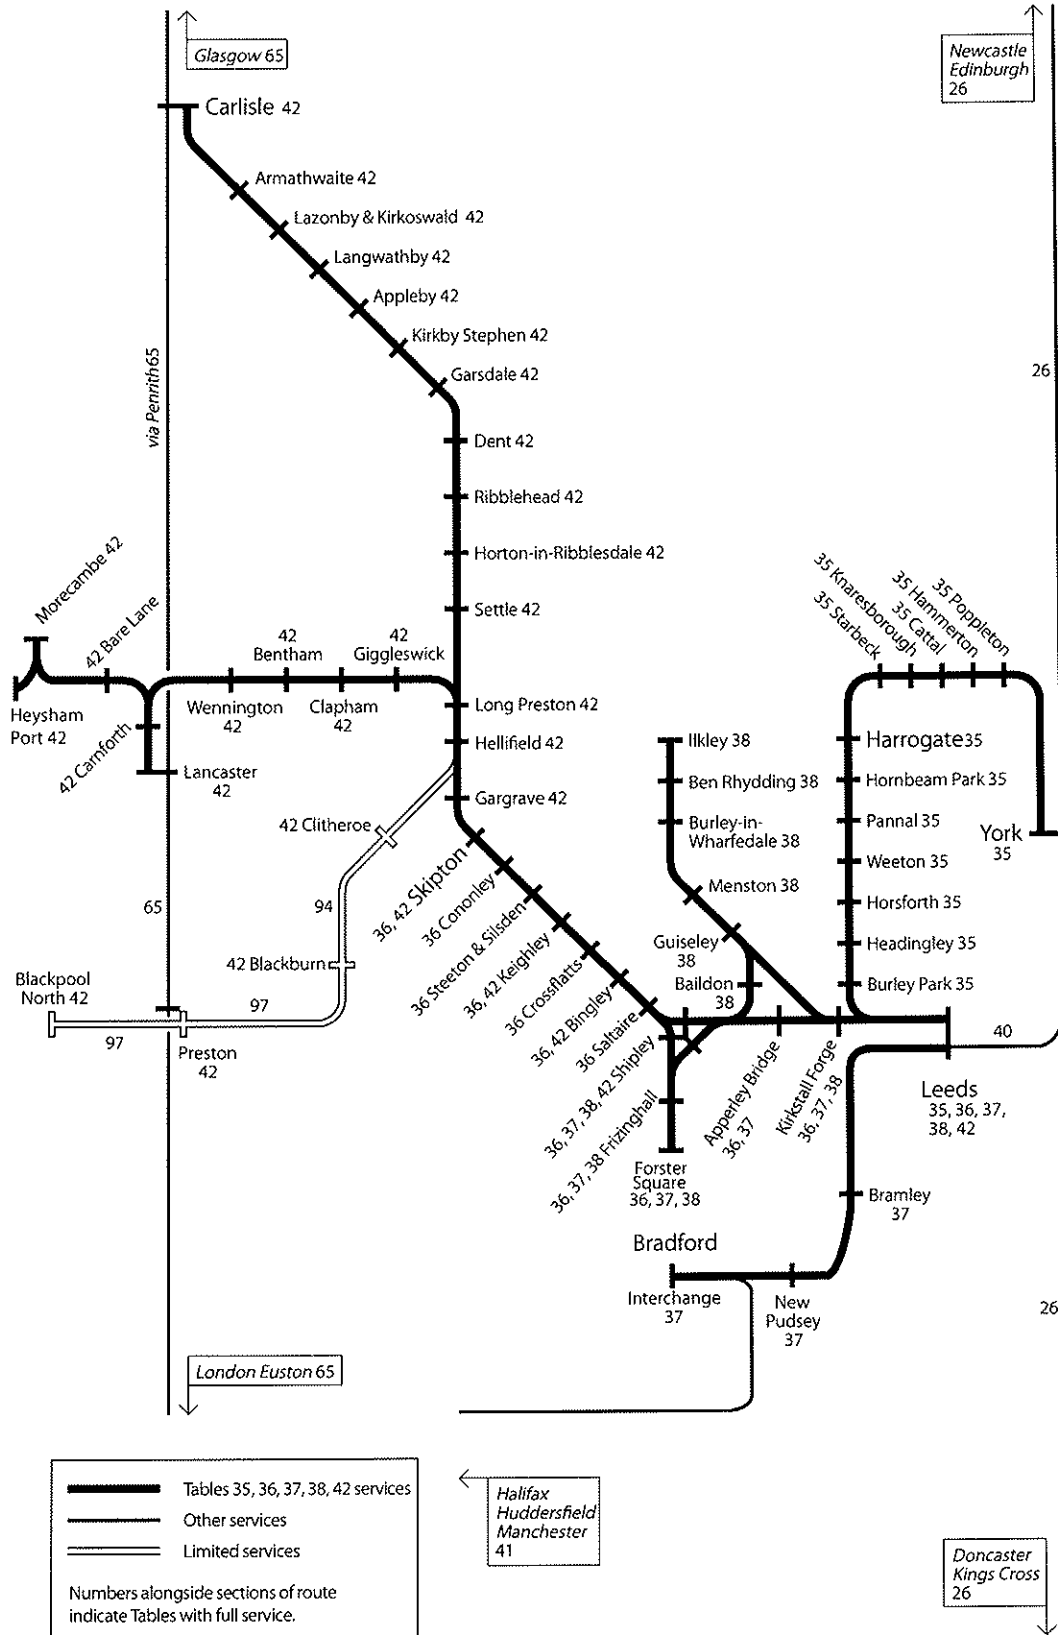 Glasgow 65
Newcastle
Edinburgh
26
Carlisle 42
Armathwaite 42
Lazonby & Kirkoswald 42
Langwathby 42
Appleby 42
Kirkby Stephen 42
Garsdale 42
via Penrith 65
26
Dent 42
Ribblehead 42
Horton-in-Ribblesdale 42
Settle 42
Morecambe 42
42 Bare Lane
42
Bentham
42
Giggleswick
35 Starbeck
35 Knaresborough
35 Cattal
35 Hammerton
35 Poppleton
Heysham
Port 42
42 Carnforth
Wennington
42
Clapham
42
Long Preston 42
Hellifield 42
Lancaster
42
Gargrave 42
Ilkley 38
Ben Rhydding 38
Burley-in-
Wharfedale 38
Menston 38
Guiseley
38
Baildon
38
Harrogate 35
Hornbeam Park 35
Pannal 35
Weeton 35
Horsforth 35
Headingley 35
Burley Park 35
York
35
42 Clitheroe
65
94
42 Blackburn
Blackpool
North 42
97
97
Preston
42
36, 42 Skipton
36 Cononley
36 Steeton & Silsden
36, 42 Keighley
36 Crossflatts
36, 42 Bingley
36 Saltaire
36, 37, 38, 42 Shipley
36, 37, 38 Frizinghall
Apperley Bridge
36, 37
Kirkstall Forge
36, 37, 38
40
Leeds
35, 36, 37,
38, 42
Forster
Square
36, 37, 38
Bradford
Interchange
37
Bramley
37
New
Pudsey
37
26
London Euston 65
Tables 35, 36, 37, 38, 42 services
Other services
Limited services
Numbers alongside sections of route
indicate Tables with full service.
Halifax
Huddersfield
Manchester
41
Doncaster
Kings Cross
26